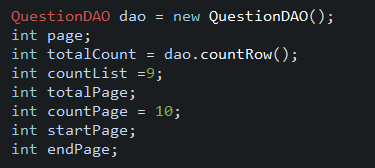 QuestionDAO dao = new QuestionDAO();
int page;
int totalCount = dao.countRow();
int countList =9;
int totalPage;
int countPage = 10;
int startPage;
int endPage;